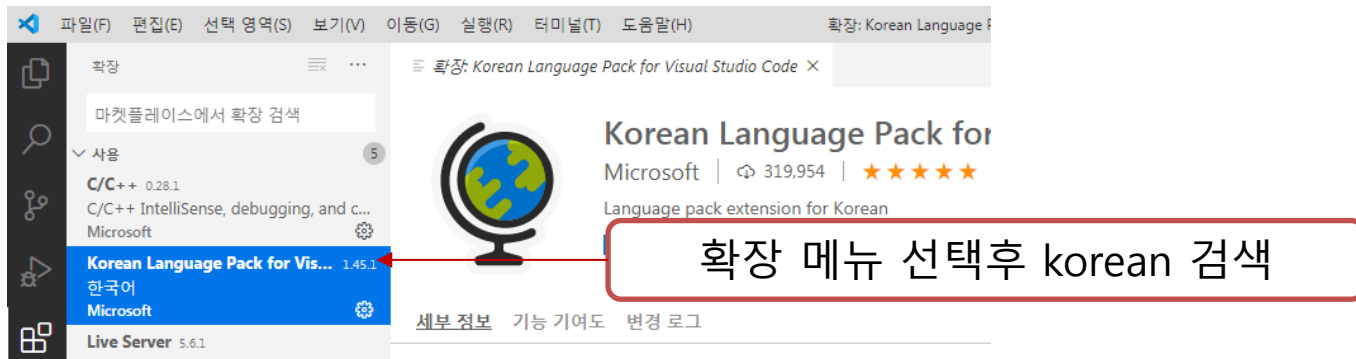 파일(F) 편집(E) 선택 영역(S) 보기(V) 이동(G) 실행(R) 터미널(T) 도움말(H) 확장: Korean Language
확장
확장: Korean Language Pack for Visual Studio Code ×
마켓플레이스에서 확장 검색
사용 5
C/C++ 0.28.1
C/C++ IntelliSense, debugging, and c...
Microsoft
Korean Language Pack for Vis... 1.45.1
한국어
Microsoft
Live Server 5.6.1
Korean Language Pack for
Microsoft | 319,954 | ★★★★★
Language pack extension for Korean
확장 메뉴 선택후 korean 검색
세부 정보 기능 기여도 변경 로그